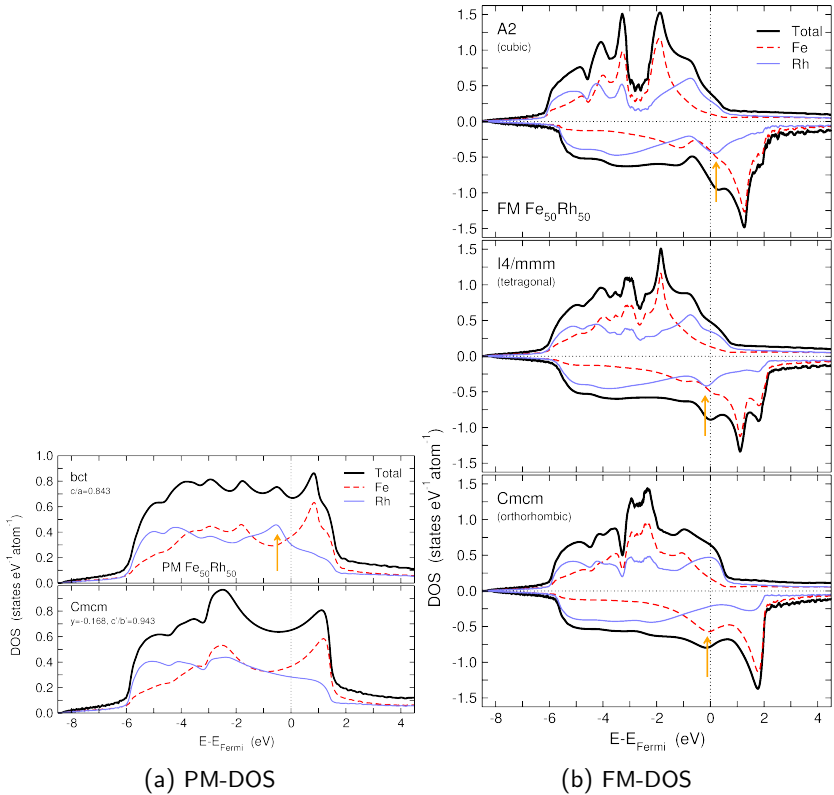 bct
c/a=0.843
Total
Fe
Rh
PM Fe50Rh50
1.0
0.8
0.6
0.4
0.2
0.0
Cmcm
y=-0.168, c'/b'=0.943
0.8
0.6
0.4
0.2
0.0
DOS (states eV⁻¹atom⁻¹)
-8 -6 -4 -2 0 2 4
E-EFermi (eV)
(a) PM-DOS
A2
(cubic)
Total
Fe
Rh
FM Fe50Rh50
1.5
1.0
0.5
0.0
-0.5
-1.0
-1.5
I4/mmm
(tetragonal)
1.5
1.0
0.5
0.0
-0.5
-1.0
-1.5
Cmcm
(orthorhombic)
1.5
1.0
0.5
0.0
-0.5
-1.0
-1.5
DOS (states eV⁻¹atom⁻¹)
-8 -6 -4 -2 0 2 4
E-EFermi (eV)
(b) FM-DOS